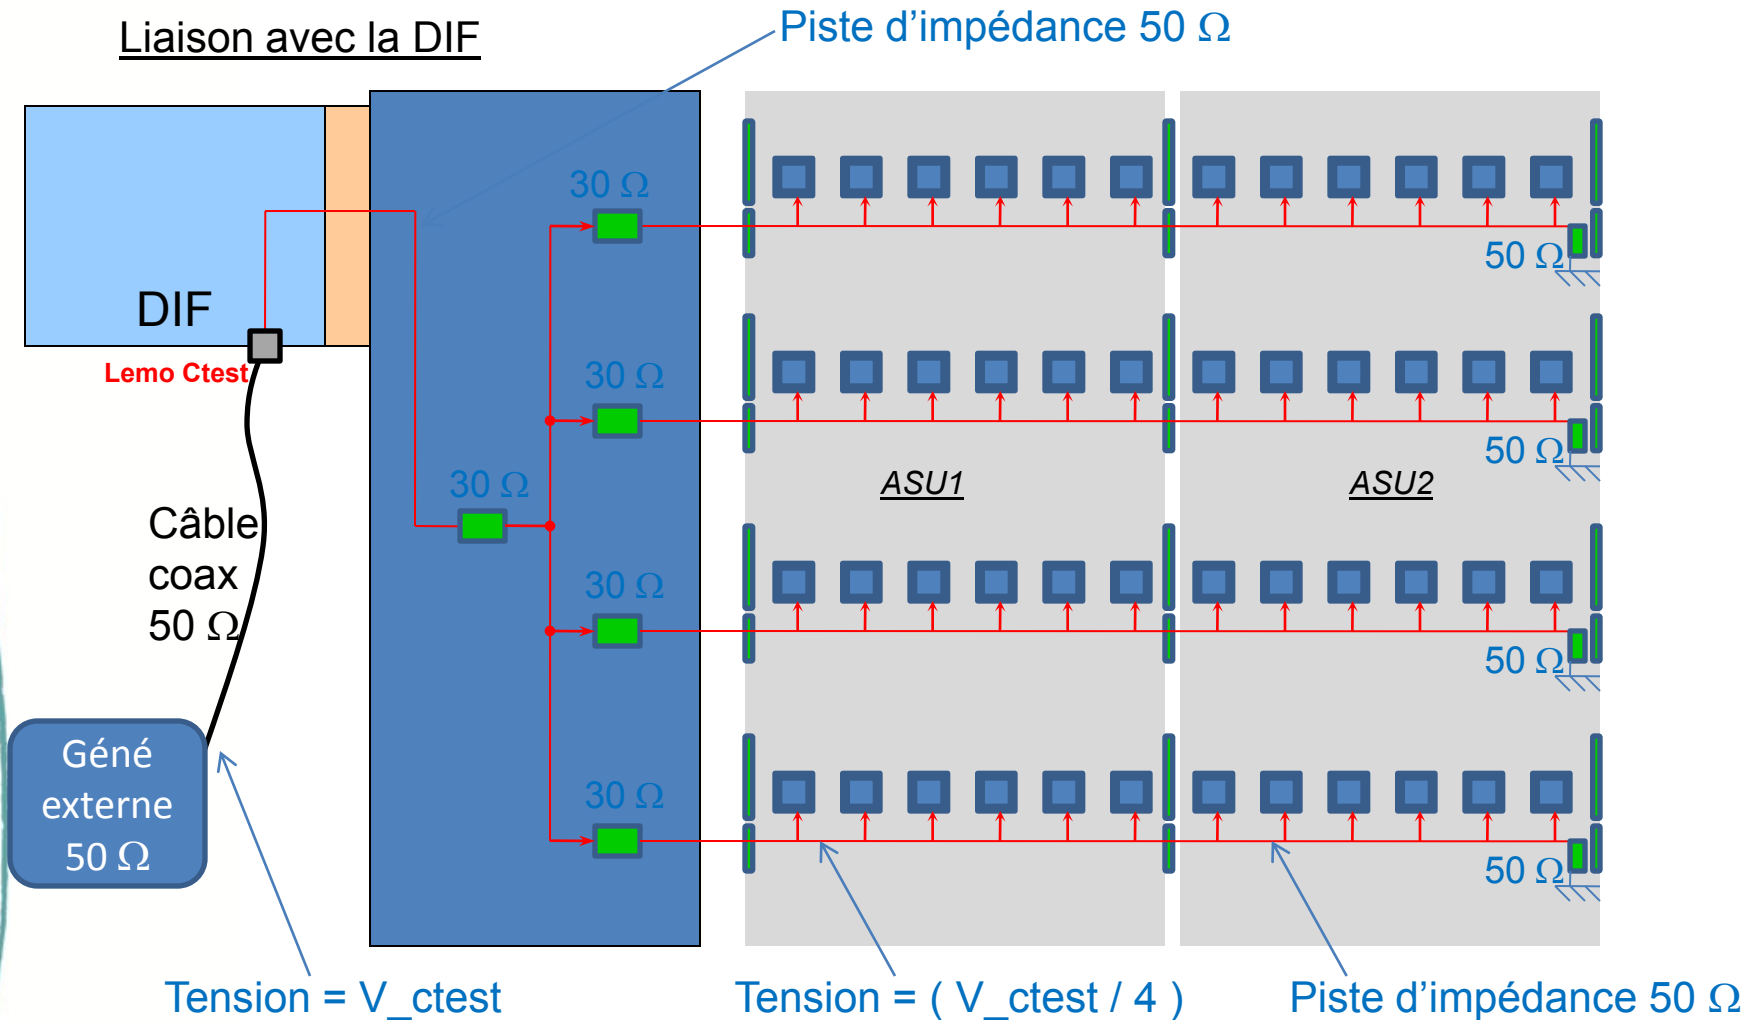 Liaison avec la DIF
Piste d’impédance 50 Ω
30 Ω
50 Ω
DIF
Lemo Ctest
30 Ω
50 Ω
30 Ω
ASU1
ASU2
Câble
coax
50 Ω
30 Ω
50 Ω
Géné
externe
50 Ω
30 Ω
50 Ω
Tension = V_ctest
Tension = ( V_ctest / 4 )
Piste d’impédance 50 Ω